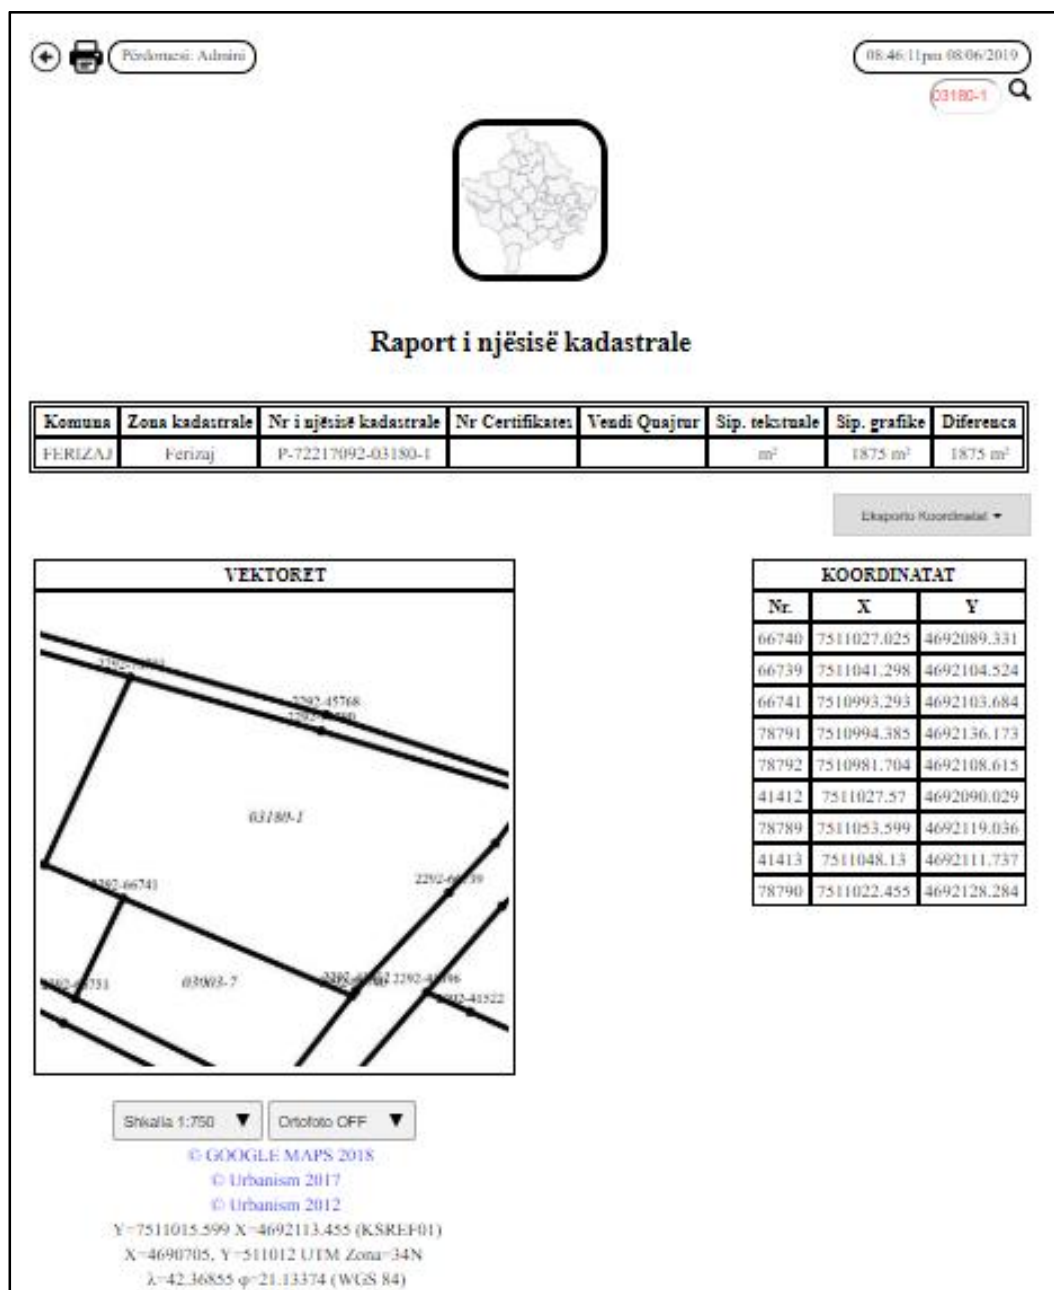 Përdoruesi: Admini
08:46:11pm 08/06/2019
03180-1
Raport i njësisë kadastrale
Komuna Zona kadastrale Nr i njësisë kadastrale Nr Certifikates Vendi Quajtur Sip. tekstuale Sip. grafike Diferenca
FERIZAJ Ferizaj P-72217092-03180-1 m² 1875 m² 1875 m²
Eksporto Koordinatat
VEKTORET
2292-45768
03180-1
2292-66741
2292-66739
03003-7
2292-41522
KOORDINATAT
Nr. X Y
66740 7511027.025 4692089.331
66739 7511041.298 4692104.524
66741 7510993.293 4692103.684
78791 7510994.385 4692136.173
78792 7510981.704 4692108.615
41412 7511027.57 4692090.029
78789 7511053.599 4692119.036
41413 7511048.13 4692111.737
78790 7511022.455 4692128.284
Shkalla 1:750 Ortofoto OFF
© GOOGLE MAPS 2018
© Urbanism 2017
© Urbanism 2012
Y=7511015.599 X=4692113.455 (KSREF01)
X=4690705, Y=511012 UTM Zona=34N
λ=42.36855 φ=21.13374 (WGS 84)